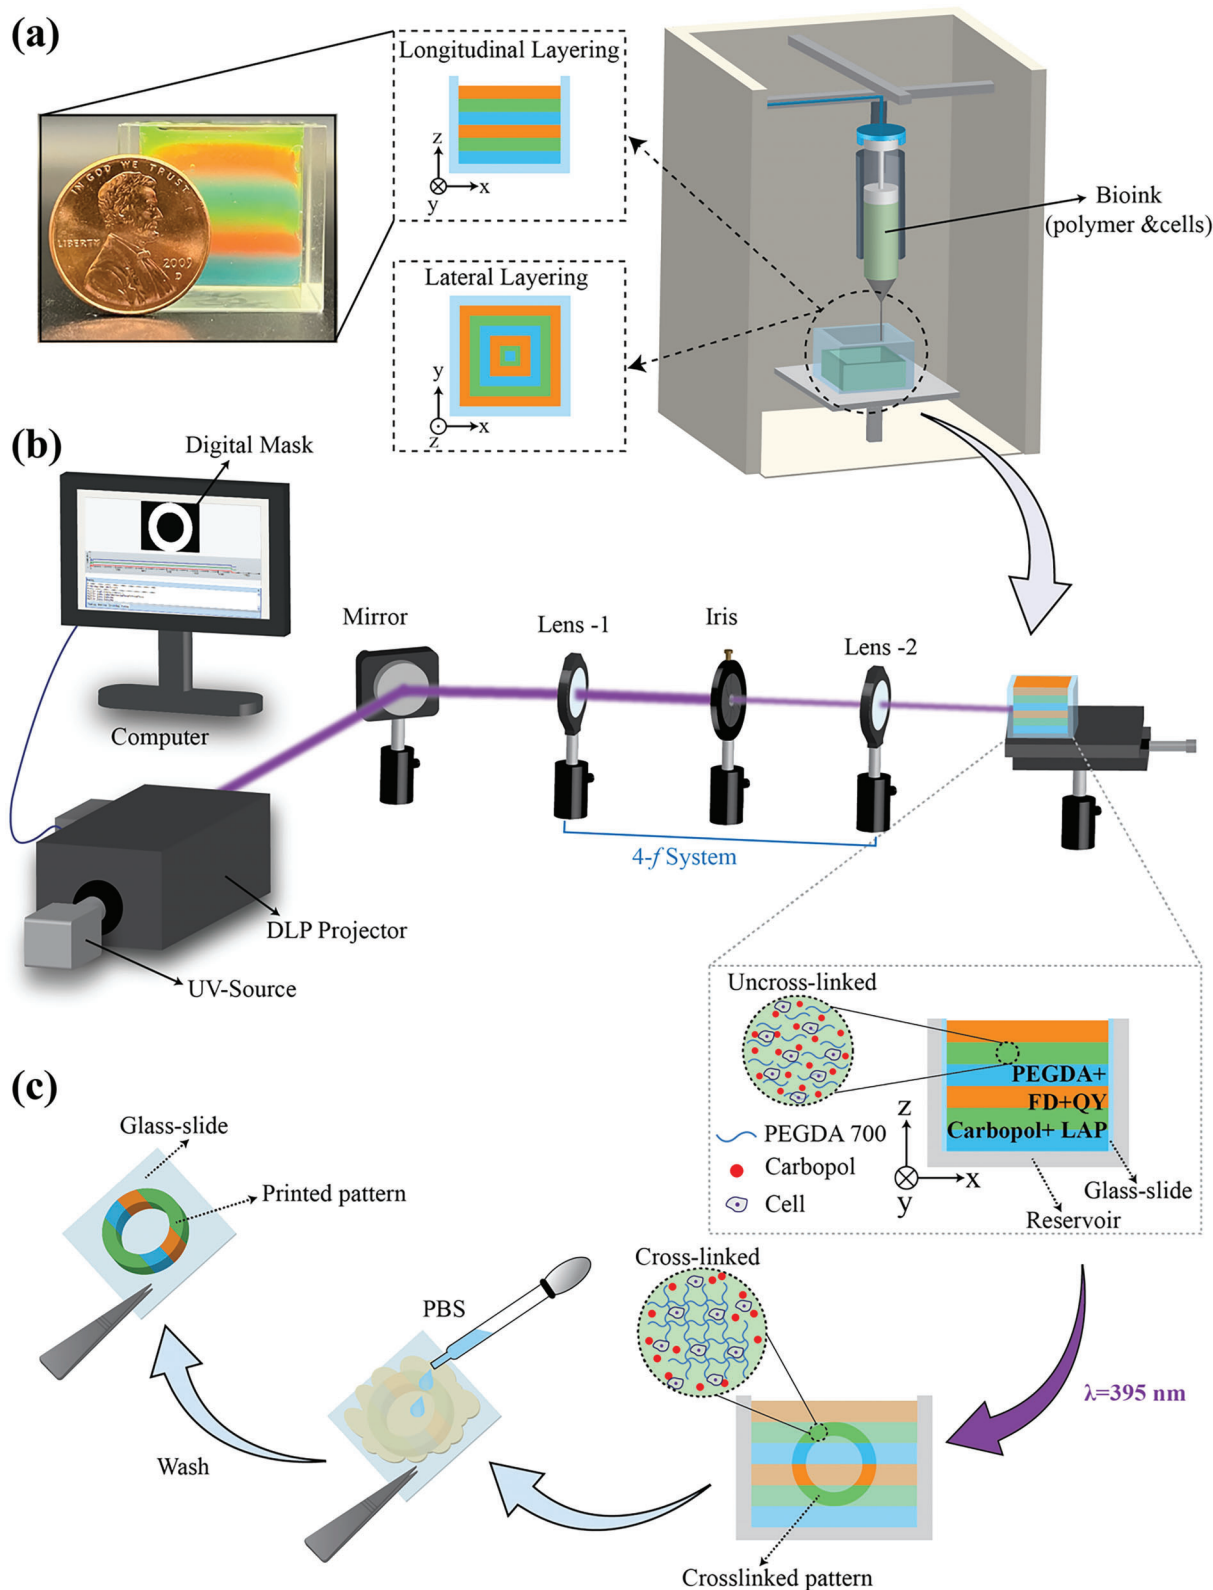 (a)
Longitudinal Layering
z
x
y
IN GOD WE TRUST
LIBERTY
2009
D
Bioink
(polymer &cells)
Lateral Layering
y
x
z
(b)
Digital Mask
Mirror
Lens -1
Iris
Lens -2
Computer
4-f System
DLP Projector
UV-Source
Uncross-linked
PEGDA+
FD+QY
Carbopol+ LAP
PEGDA 700
Carbopol
Cell
z
x
y
Glass-slide
Reservoir
(c)
Glass-slide
Printed pattern
PBS
Wash
Cross-linked
λ=395 nm
Crosslinked pattern